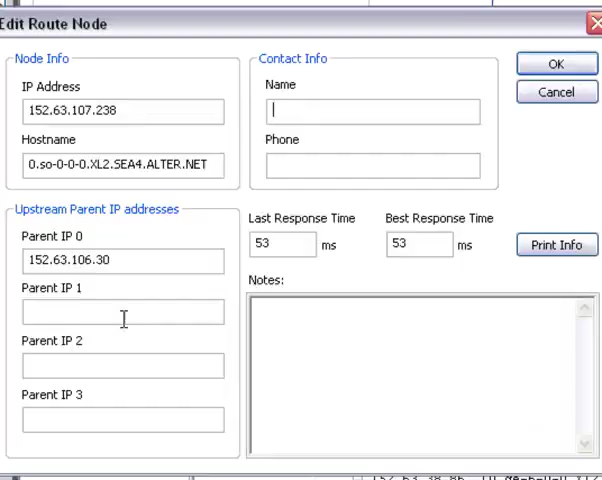 Edit Route Node
Node Info
IP Address
152.63.107.238
Hostname
0.so-0-0-0.XL2.SEA4.ALTER.NET
Contact Info
Name
Phone
OK
Cancel
Upstream Parent IP addresses
Parent IP 0
152.63.106.30
Parent IP 1
Parent IP 2
Parent IP 3
Last Response Time
53 ms
Best Response Time
53 ms
Print Info
Notes: